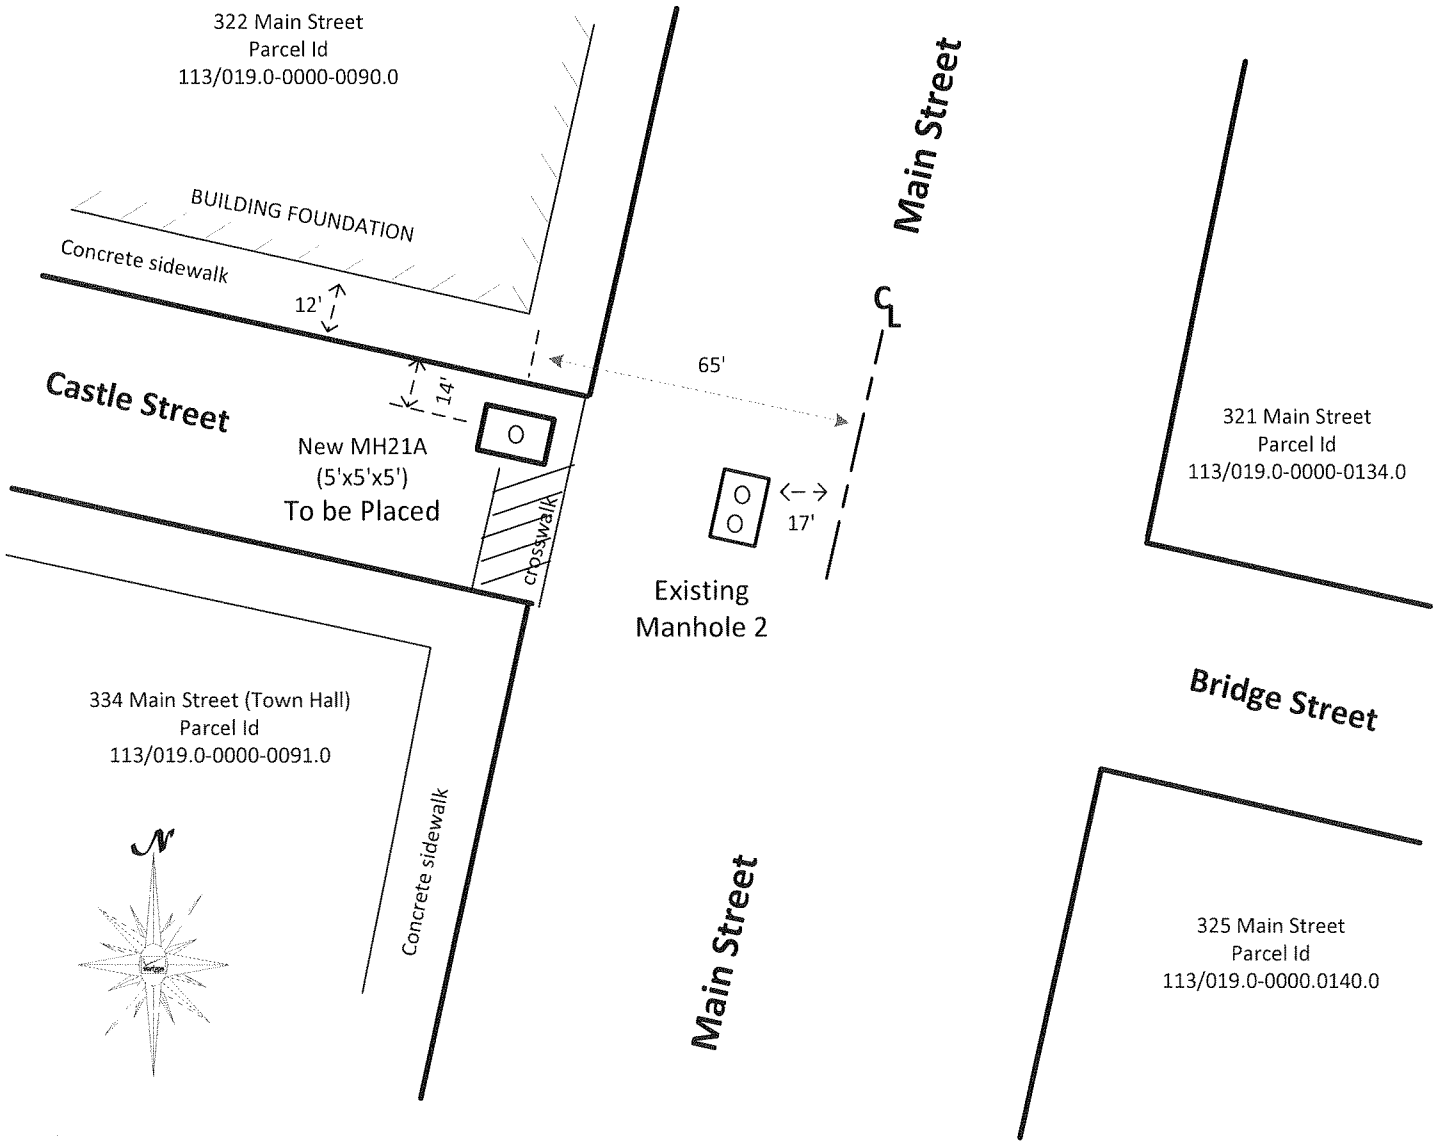 322 Main Street
Parcel Id
113/019.0-0000-0090.0
Main Street
BUILDING FOUNDATION
Concrete sidewalk
12'
C
L
65'
14'
Castle Street
New MH21A
(5'x5'x5')
To be Placed
crosswalk
17'
Existing
Manhole 2
321 Main Street
Parcel Id
113/019.0-0000-0134.0
Bridge Street
334 Main Street (Town Hall)
Parcel Id
113/019.0-0000-0091.0
Concrete sidewalk
N
Main Street
325 Main Street
Parcel Id
113/019.0-0000.0140.0